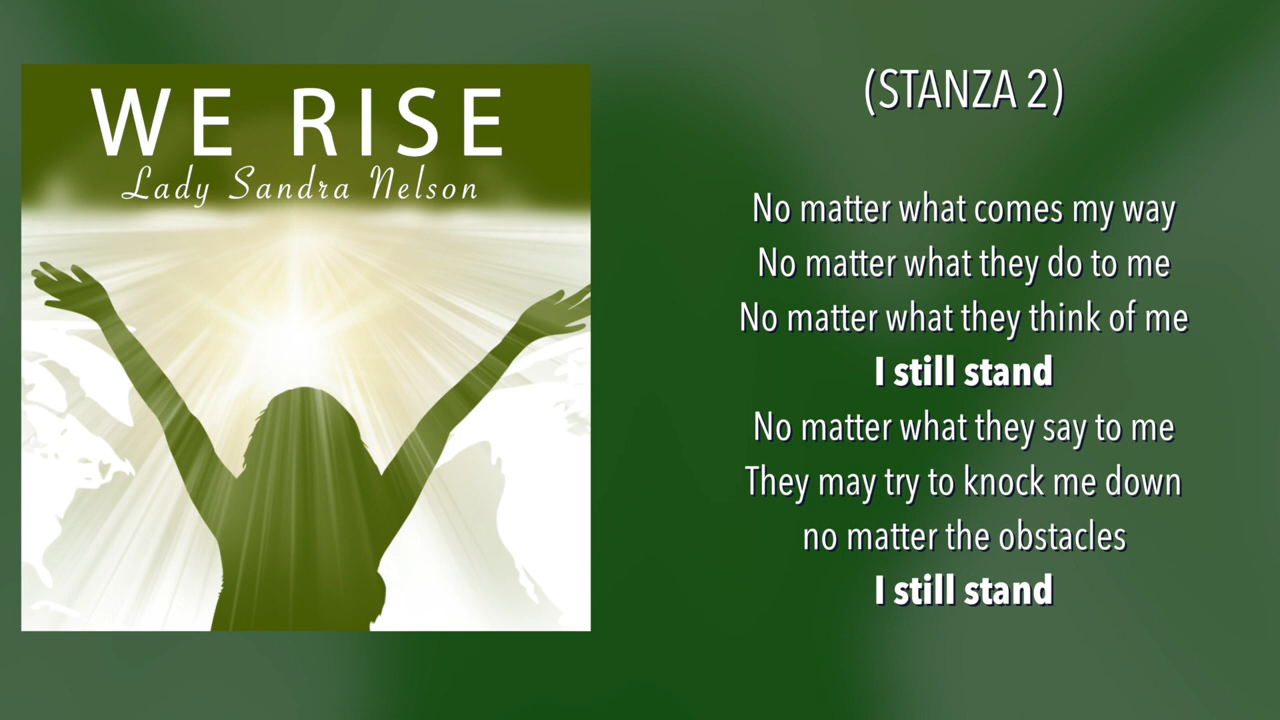 WE RISE
Lady Sandra Nelson
(STANZA 2)
No matter what comes my way
No matter what they do to me
No matter what they think of me
I still stand
No matter what they say to me
They may try to knock me down
no matter the obstacles
I still stand